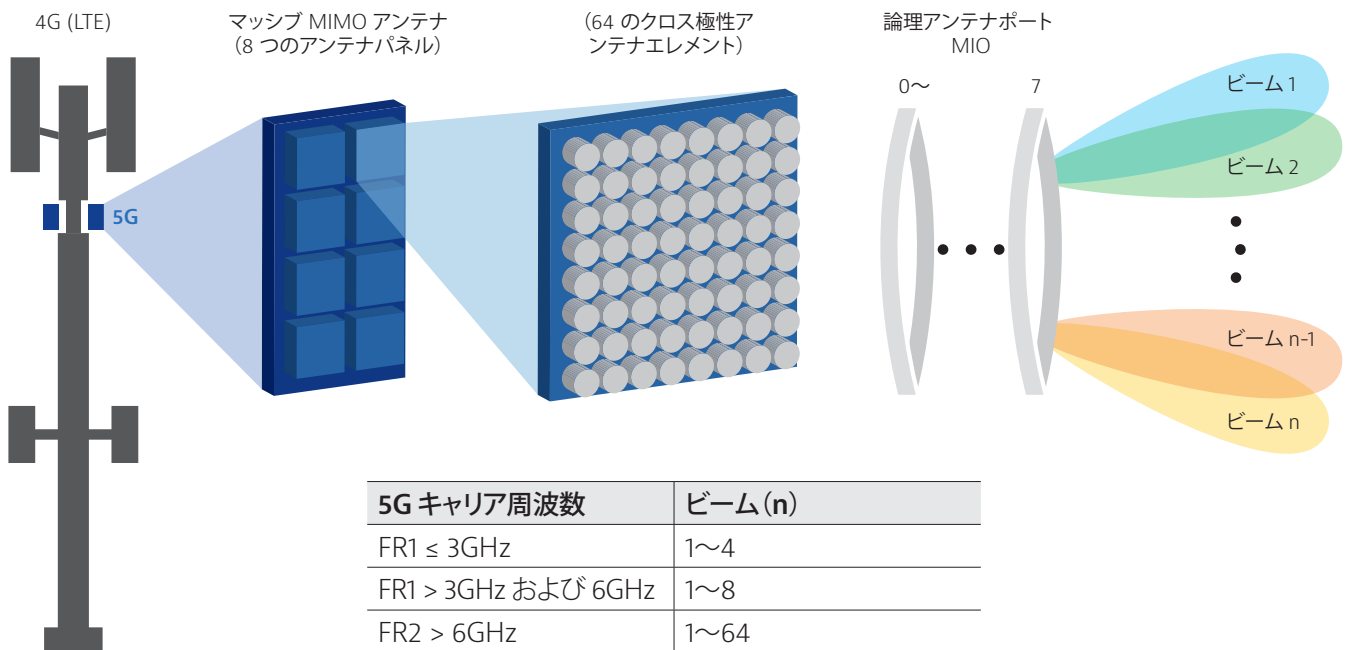 4G (LTE)
マッシブ MIMO アンテナ
（8 つのアンテナパネル）
（64 のクロス極性ア
ンテナエレメント）
論理アンテナポート
MIO
0～
7
ビーム 1
ビーム 2
5G
ビーム n-1
ビーム n
5G キャリア周波数 ビーム（n）
FR1 ≤ 3GHz 1～4
FR1 > 3GHz および 6GHz 1～8
FR2 > 6GHz 1～64